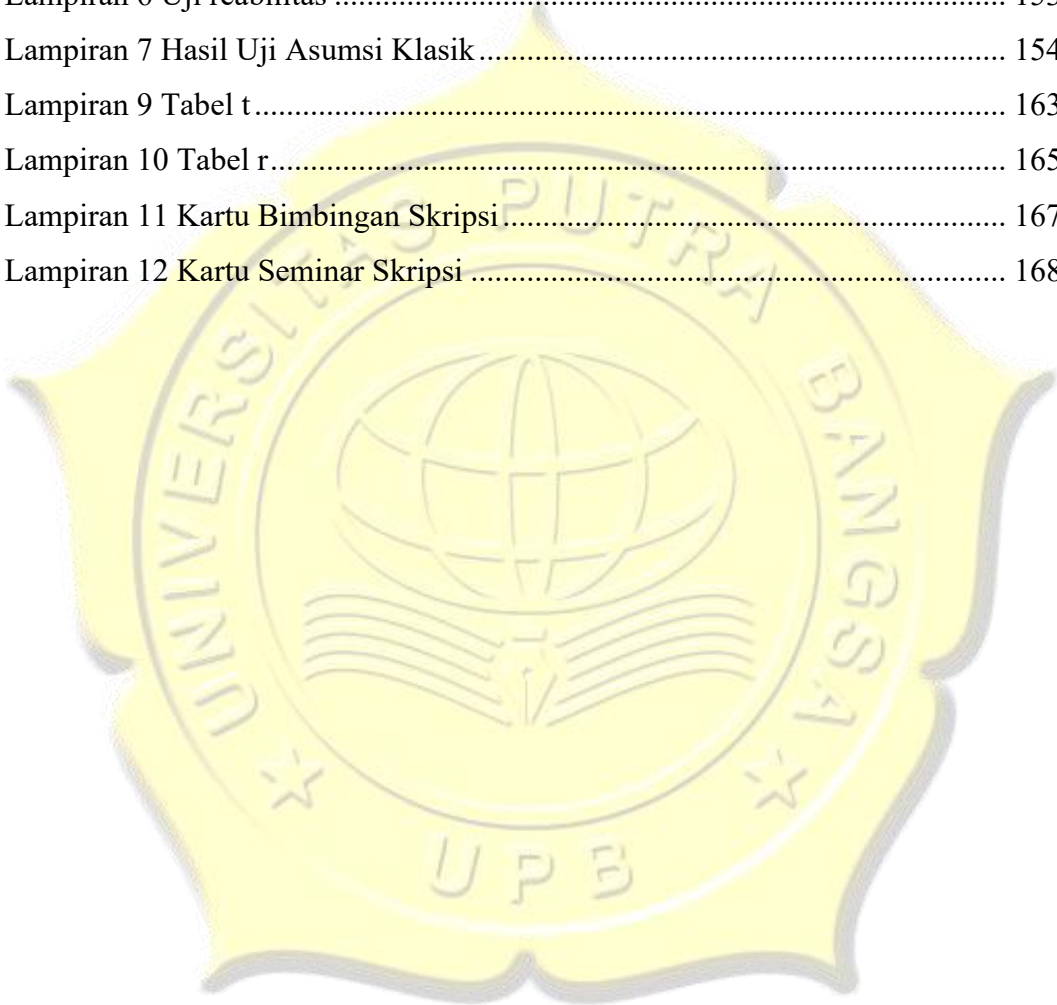 Lampiran 7 Hasil Uji Asumsi Klasik ........................................................................ 154
Lampiran 9 Tabel t ........................................................................ 163
Lampiran 10 Tabel r ........................................................................ 165
Lampiran 11 Kartu Bimbingan Skripsi ........................................................................ 167
Lampiran 12 Kartu Seminar Skripsi ........................................................................ 168
UNIVERSITAS PUTRA BANGSA
UPB